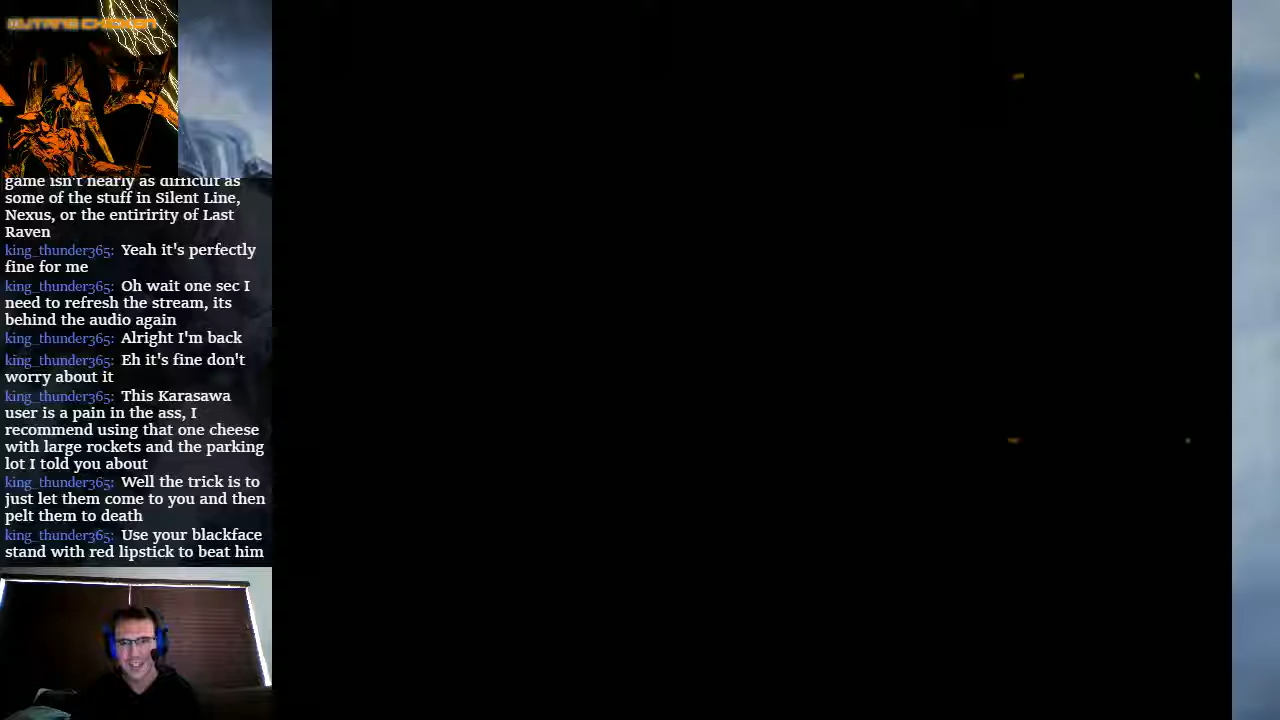 MUTANT CHICKEN
game isn't nearly as difficult as
some of the stuff in Silent Line,
Nexus, or the entiririty of Last
Raven
king_thunder365: Yeah it's perfectly
fine for me
king_thunder365: Oh wait one sec I
need to refresh the stream, its
behind the audio again
king_thunder365: Alright I'm back
king_thunder365: Eh it's fine don't
worry about it
king_thunder365: This Karasawa
user is a pain in the ass, I
recommend using that one cheese
with large rockets and the parking
lot I told you about
king_thunder365: Well the trick is to
just let them come to you and then
pelt them to death
king_thunder365: Use your blackface
stand with red lipstick to beat him